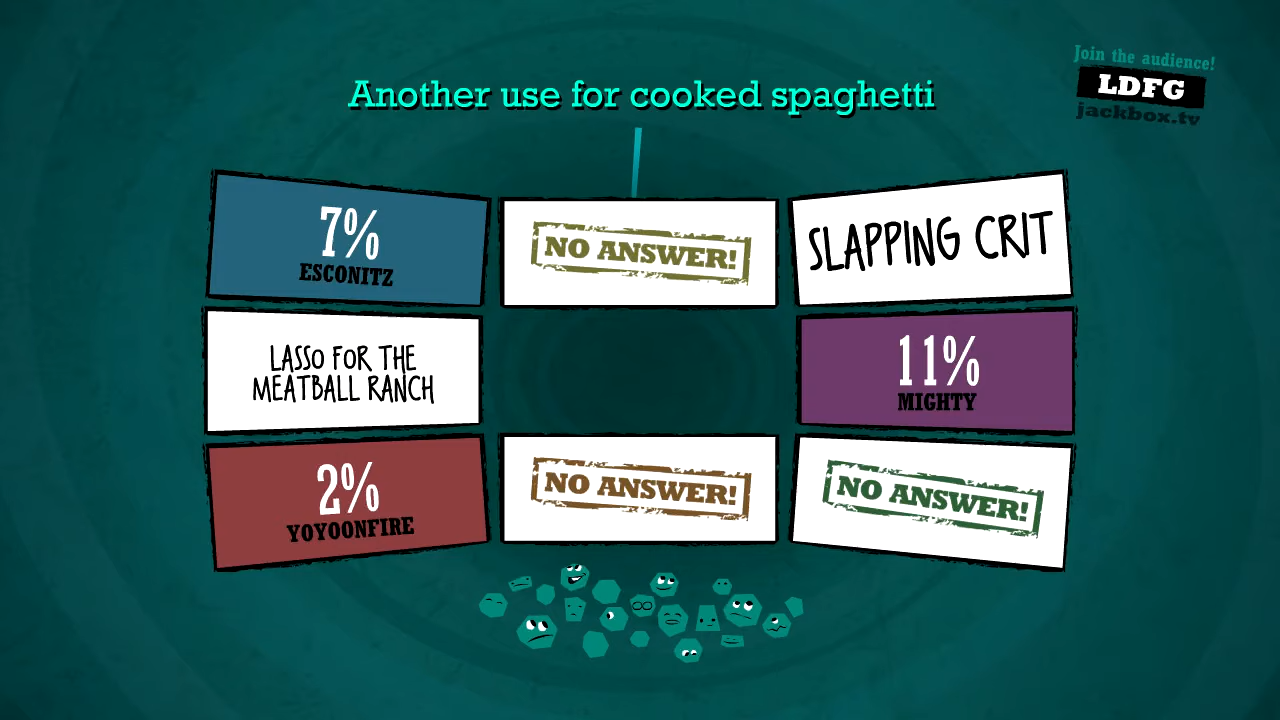 Join the audience!
LDFG
jackbox.tv
Another use for cooked spaghetti
7%
ESCONITZ
NO ANSWER!
SLAPPING CRIT
LASSO FOR THE
MEATBALL RANCH
11%
MIGHTY
2%
YOYOONFIRE
NO ANSWER!
NO ANSWER!